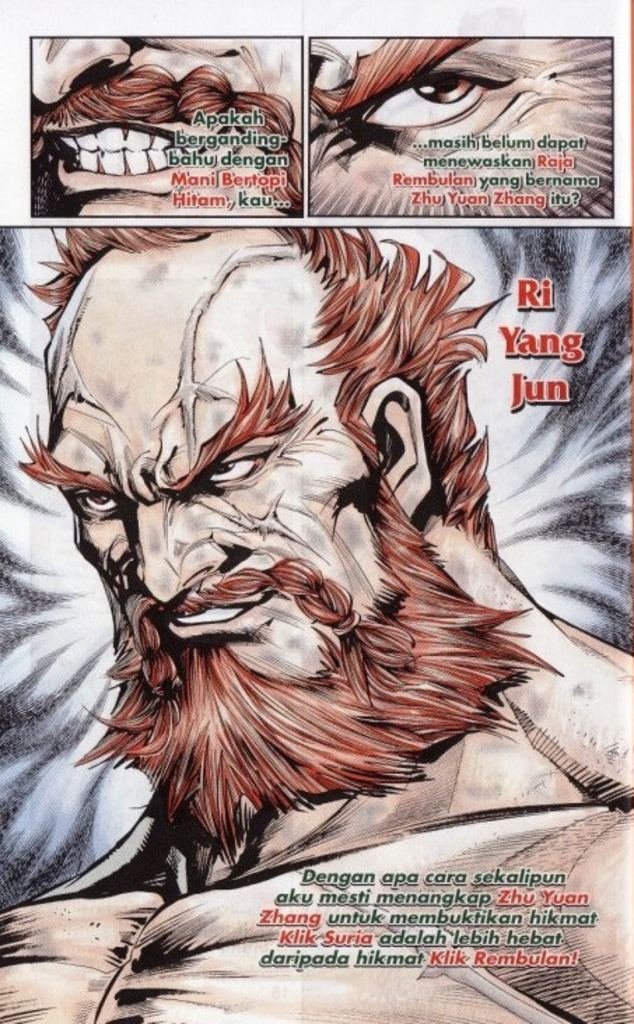 Apakah
berganding-
bahu dengan
Mani Bertopi
Hitam, kau...
...masih belum dapat
menewaskan Raja
Rembulan yang bernama
Zhu Yuan Zhang itu?
Ri
Yang
Jun
Dengan apa cara sekalipun
aku mesti menangkap Zhu Yuan
Zhang untuk membuktikan hikmat
Klik Suria adalah lebih hebat
daripada hikmat Klik Rembulan!